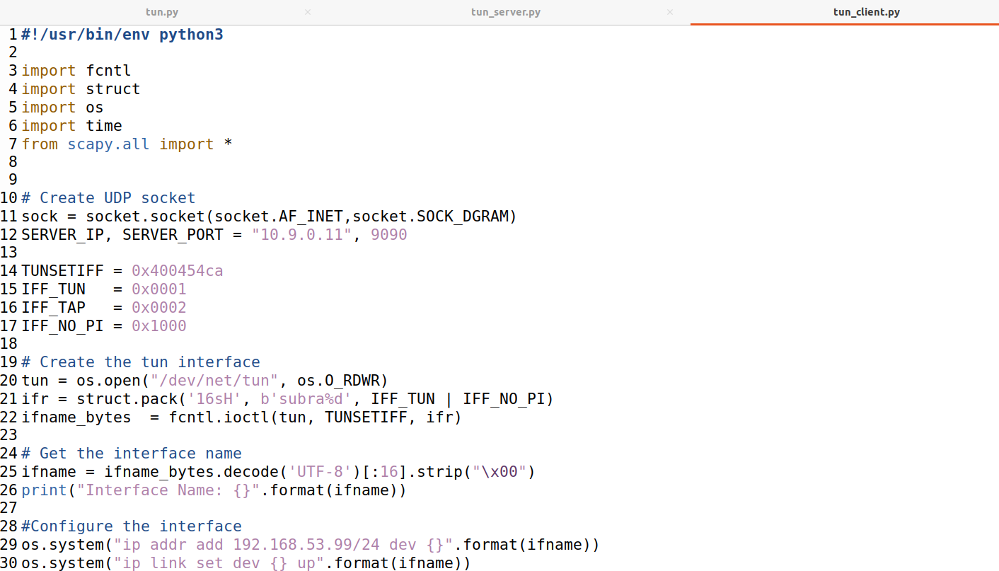 tun.py × tun_server.py × tun_client.py
1 #!/usr/bin/env python3
2
3 import fcntl
4 import struct
5 import os
6 import time
7 from scapy.all import *
8
9
10 # Create UDP socket
11 sock = socket.socket(socket.AF_INET,socket.SOCK_DGRAM)
12 SERVER_IP, SERVER_PORT = "10.9.0.11", 9090
13
14 TUNSETIFF = 0x400454ca
15 IFF_TUN   = 0x0001
16 IFF_TAP   = 0x0002
17 IFF_NO_PI = 0x1000
18
19 # Create the tun interface
20 tun = os.open("/dev/net/tun", os.O_RDWR)
21 ifr = struct.pack('16sH', b'subra%d', IFF_TUN | IFF_NO_PI)
22 ifname_bytes  = fcntl.ioctl(tun, TUNSETIFF, ifr)
23
24 # Get the interface name
25 ifname = ifname_bytes.decode('UTF-8')[:16].strip("\x00")
26 print("Interface Name: {}".format(ifname))
27
28 #Configure the interface
29 os.system("ip addr add 192.168.53.99/24 dev {}".format(ifname))
30 os.system("ip link set dev {} up".format(ifname))